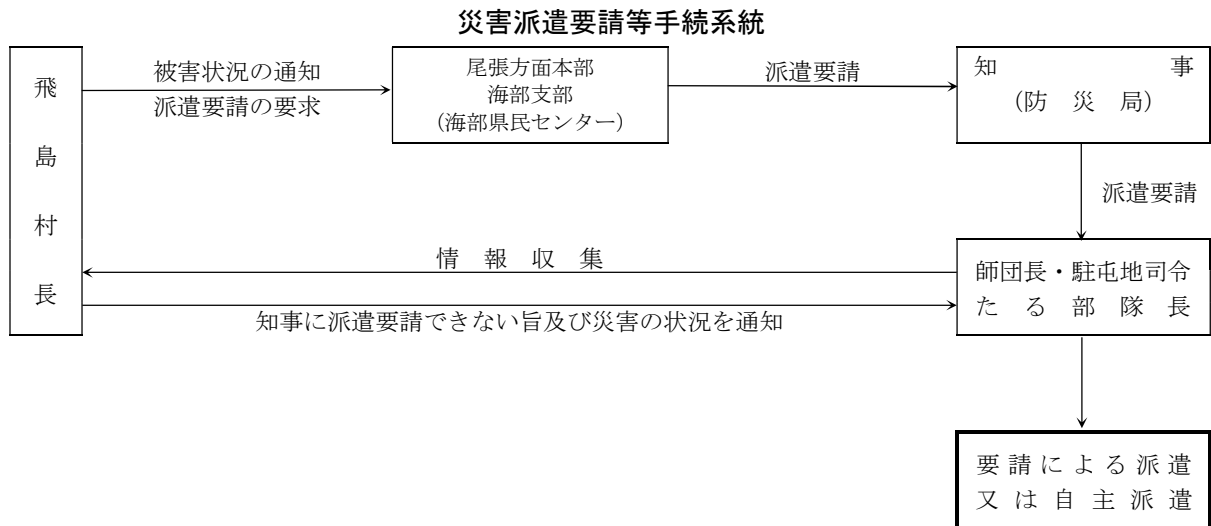 災害派遣要請等手続系統
飛島村長
被害状況の通知
派遣要請の要求
尾張方面本部
海部支部
(海部県民センター)
派遣要請
知事
(防災局)
派遣要請
情報収集
知事に派遣要請できない旨及び災害の状況を通知
師団長・駐屯地司令
たる部隊長
要請による派遣
又は自主派遣